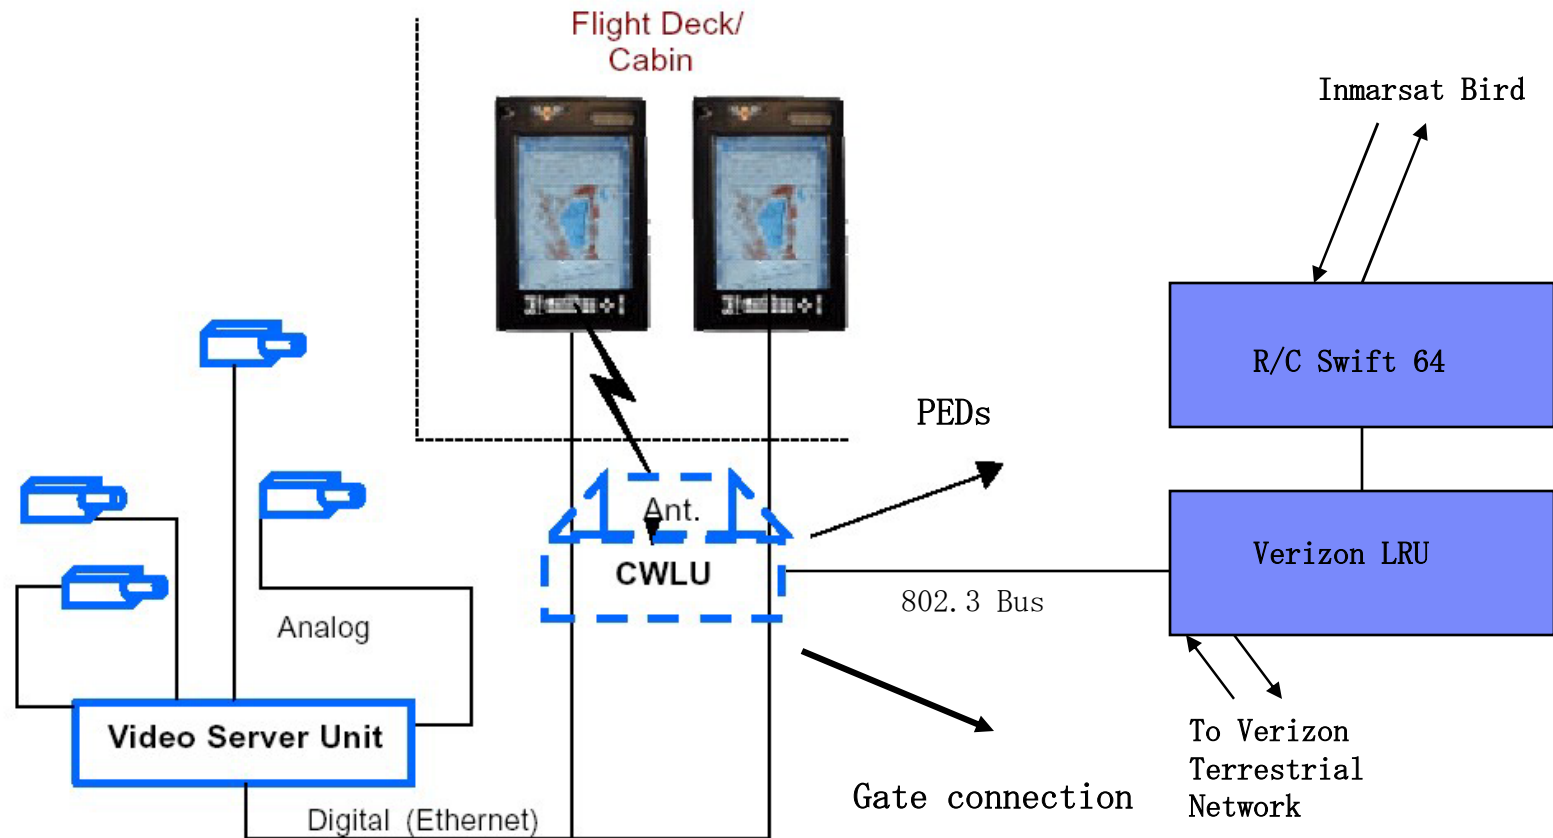 Flight Deck/
Cabin
Inmarsat Bird
R/C Swift 64
PEDs
Ant.
CWLU
Verizon LRU
802.3 Bus
Analog
Video Server Unit
To Verizon
Terrestrial
Network
Gate connection
Digital (Ethernet)